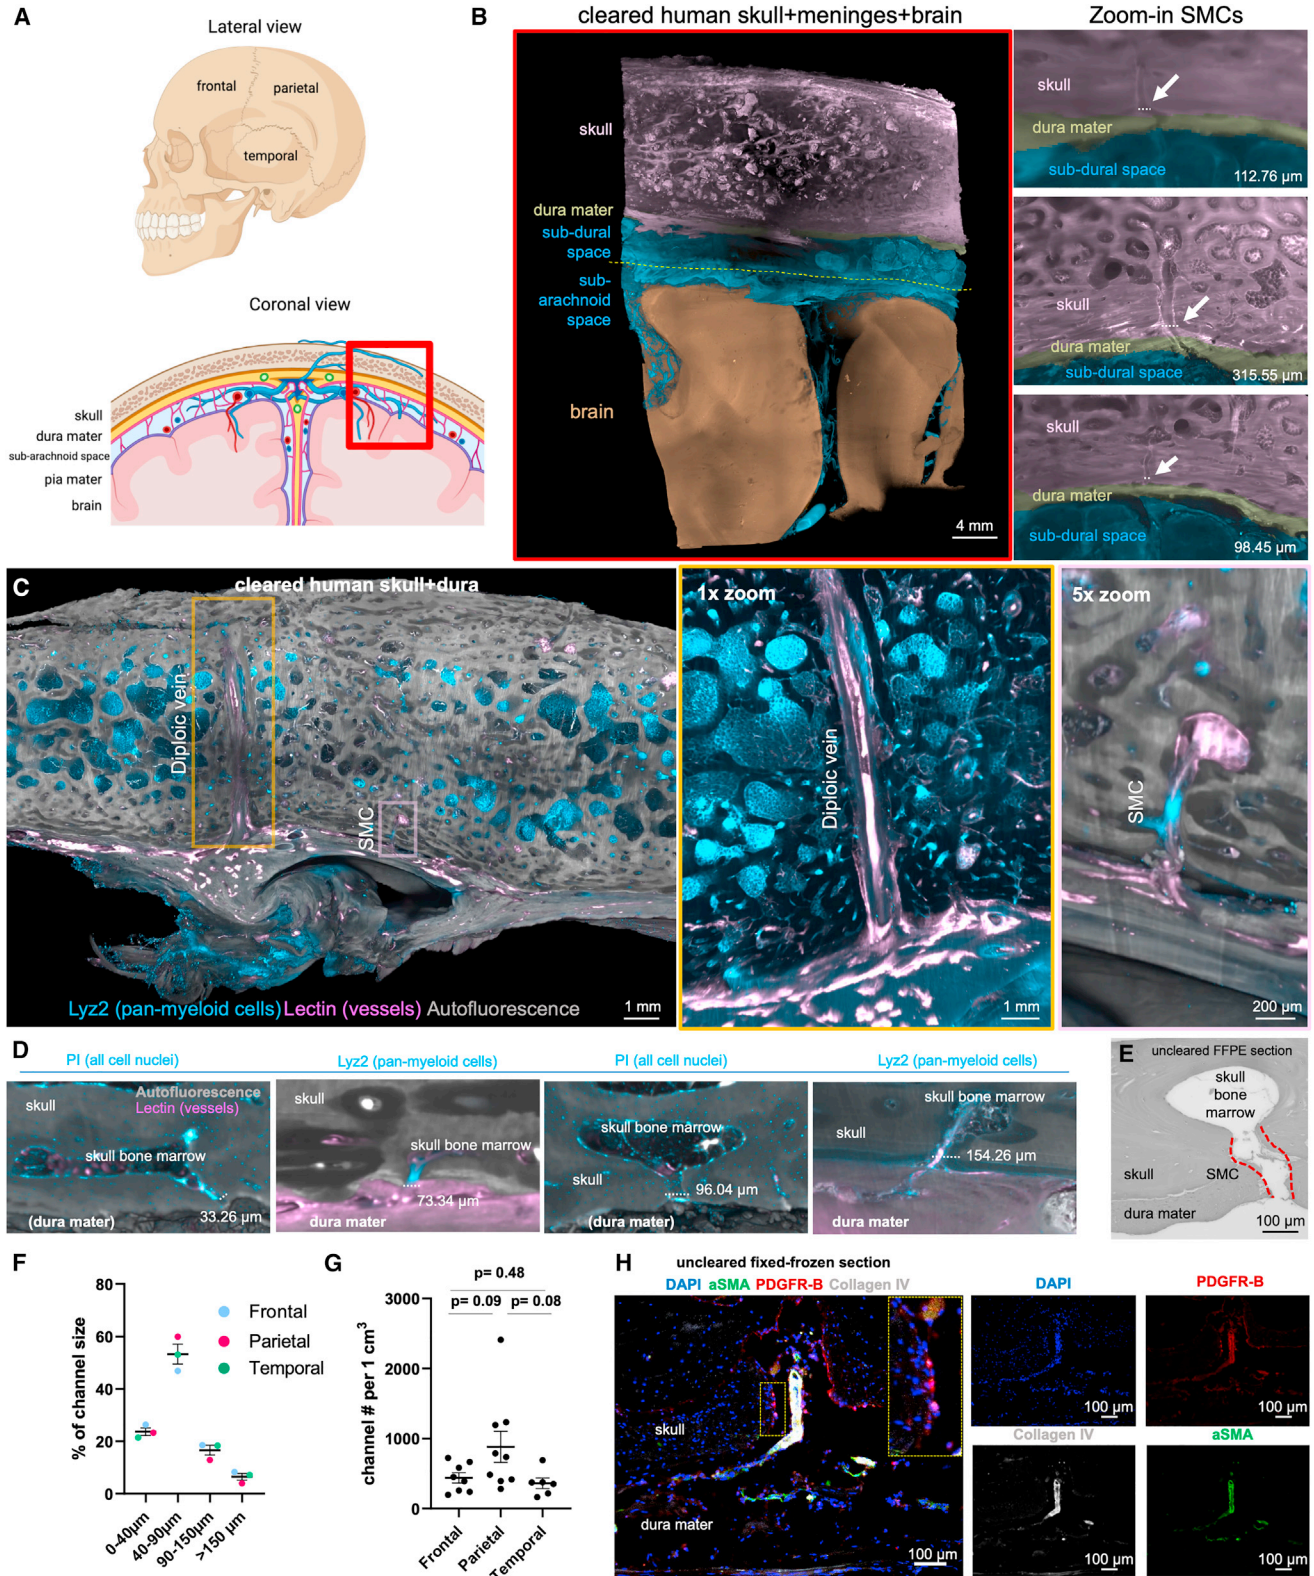 A
Lateral view
frontal
parietal
temporal
Coronal view
skull
dura mater
sub-arachnoid space
pia mater
brain
B
cleared human skull+meninges+brain
skull
dura mater
sub-dural
space
sub-
arachnoid
space
brain
4 mm
Zoom-in SMCs
skull
dura mater
sub-dural space
112.76 µm
skull
dura mater
sub-dural space
315.55 µm
skull
dura mater
sub-dural space
98.45 µm
C
cleared human skull+dura
Diploic vein
SMC
Lyz2 (pan-myeloid cells) Lectin (vessels) Autofluorescence
1 mm
1x zoom
Diploic vein
1 mm
5x zoom
SMC
200 µm
D
PI (all cell nuclei)
Autofluorescence
Lectin (vessels)
skull
skull bone marrow
(dura mater)
33.26 µm
Lyz2 (pan-myeloid cells)
skull
skull bone marrow
73.34 µm
dura mater
PI (all cell nuclei)
skull bone marrow
skull
96.04 µm
(dura mater)
Lyz2 (pan-myeloid cells)
skull bone marrow
skull
154.26 µm
dura mater
E
uncleared FFPE section
skull
bone
marrow
skull
SMC
dura mater
100 µm
F
% of channel size
80
60
40
20
0
Frontal
Parietal
Temporal
0-40µm
40-90µm
90-150µm
>150 µm
G
p= 0.48
p= 0.09 p= 0.08
channel # per 1 cm³
3000
2000
1000
0
Frontal
Parietal
Temporal
H
uncleared fixed-frozen section
DAPI aSMA PDGFR-B Collagen IV
skull
dura mater
100 µm
DAPI
100 µm
PDGFR-B
100 µm
Collagen IV
100 µm
aSMA
100 µm